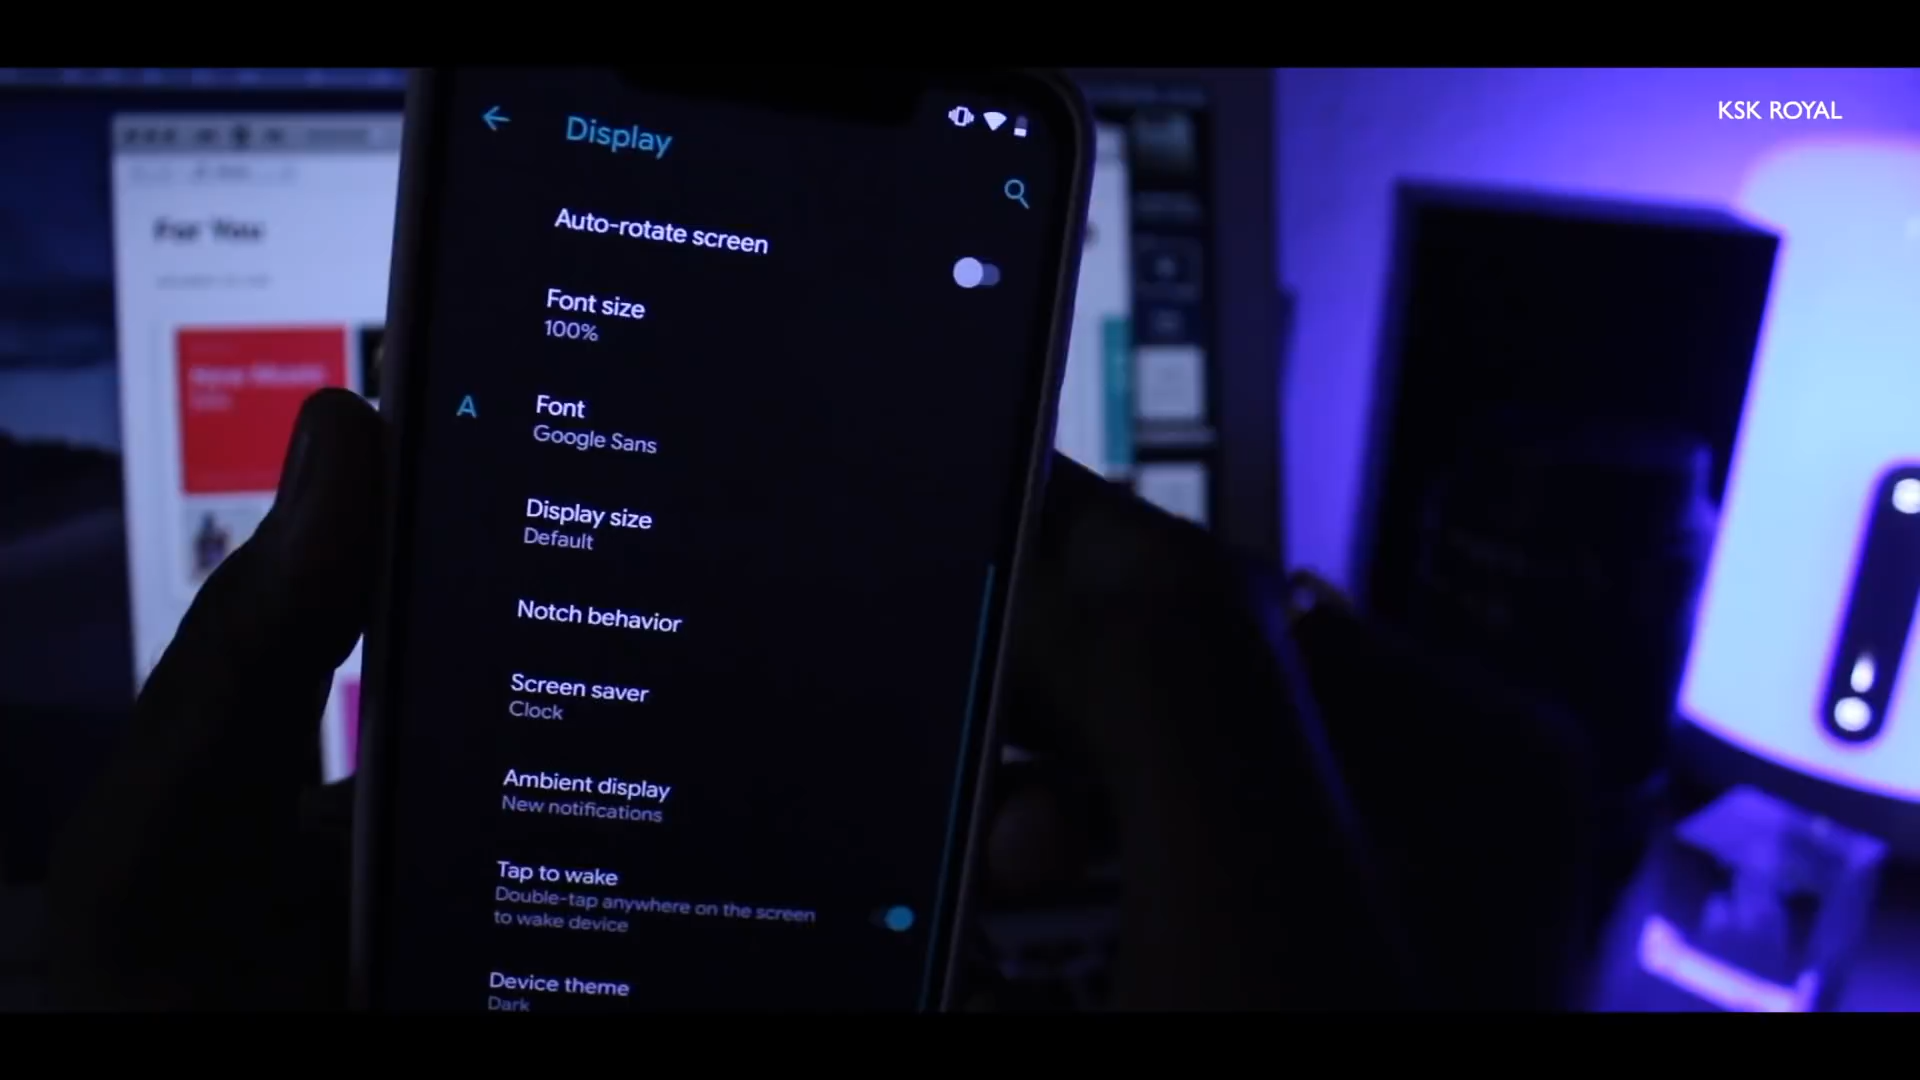 KSK ROYAL
Display
Auto-rotate screen
Font size
100%
A
Font
Google Sans
Display size
Default
Notch behavior
Screen saver
Clock
Ambient display
New notifications
Tap to wake
Double-tap anywhere on the screen
to wake device
Device theme
Dark
For You